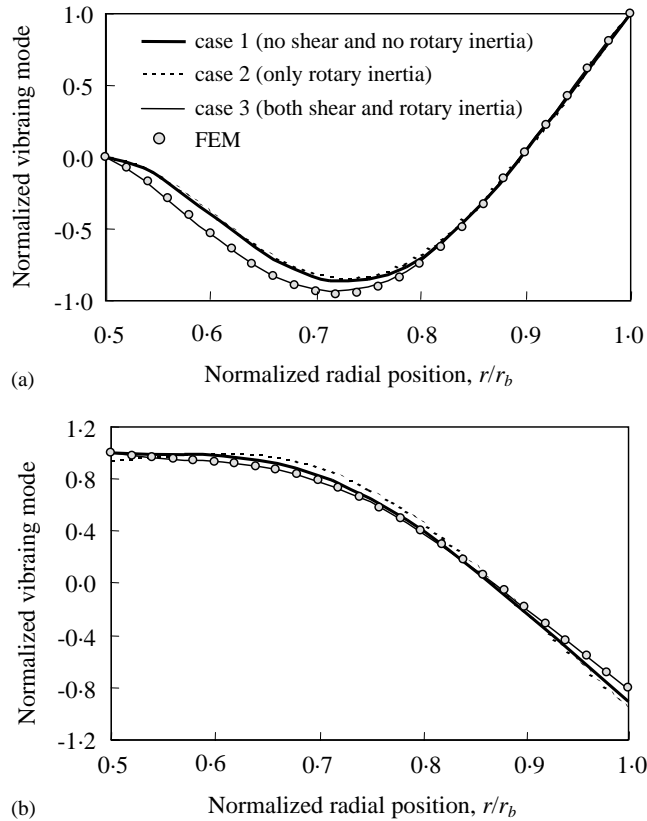 1·0
0·5
0·0
-0·5
-1·0
Normalized vibraing mode
case 1 (no shear and no rotary inertia)
case 2 (only rotary inertia)
case 3 (both shear and rotary inertia)
FEM
0·5 0·6 0·7 0·8 0·9 1·0
(a) Normalized radial position, r/r_b
1·2
0·8
0·4
0·0
-0·4
-0·8
-1·2
Normalized vibraing mode
0·5 0·6 0·7 0·8 0·9 1·0
(b) Normalized radial position, r/r_b